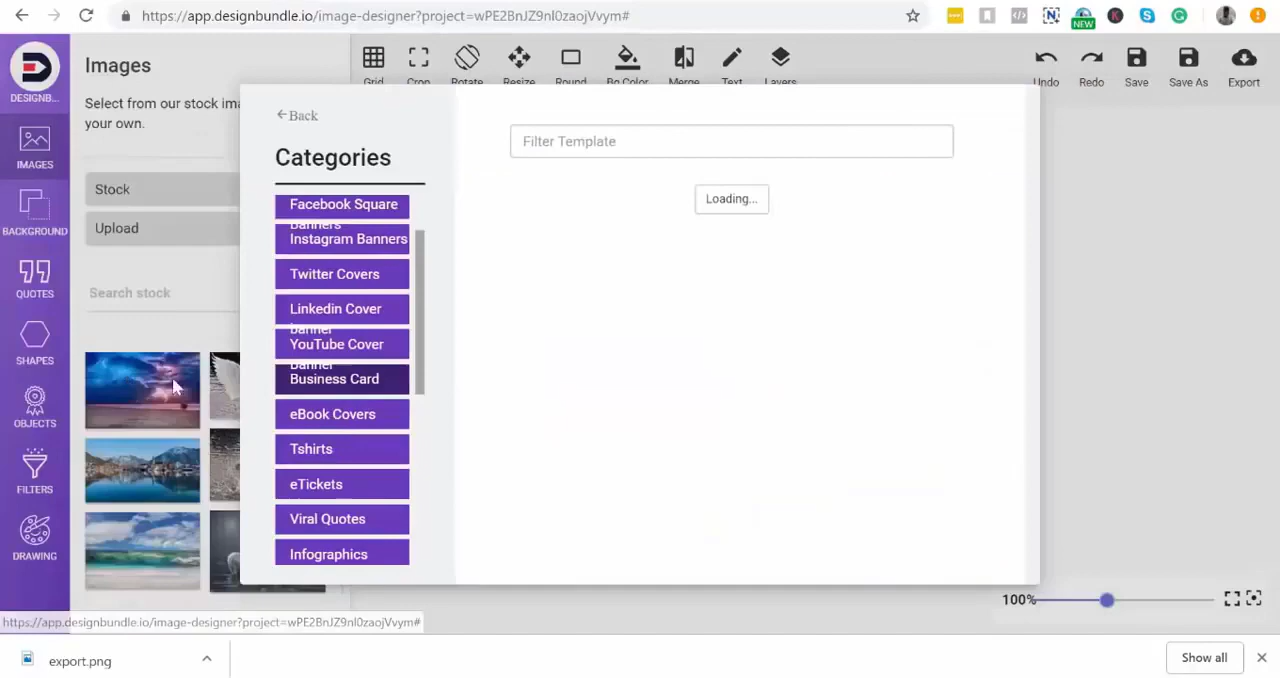 https://app.designbundle.io/image-designer?project=wPE2BnJZ9nl0zaojVvym#
NEW
K
DESIGNB...
IMAGES
BACKGROUND
QUOTES
SHAPES
OBJECTS
FILTERS
DRAWING
Images
Select from our stock ima
your own.
Stock
Upload
Search stock
Grid
Crop
Rotate
Resize
Round
Bg Color
Merge
Text
Layers
Undo
Redo
Save
Save As
Export
Back
Categories
Facebook Square
Banners
Instagram Banners
Twitter Covers
Linkedin Cover
Banner
YouTube Cover
Banner
Business Card
eBook Covers
Tshirts
eTickets
Viral Quotes
Infographics
Filter Template
Loading...
100%
https://app.designbundle.io/image-designer?project=wPE2BnJZ9nl0zaojVvym#
export.png
Show all